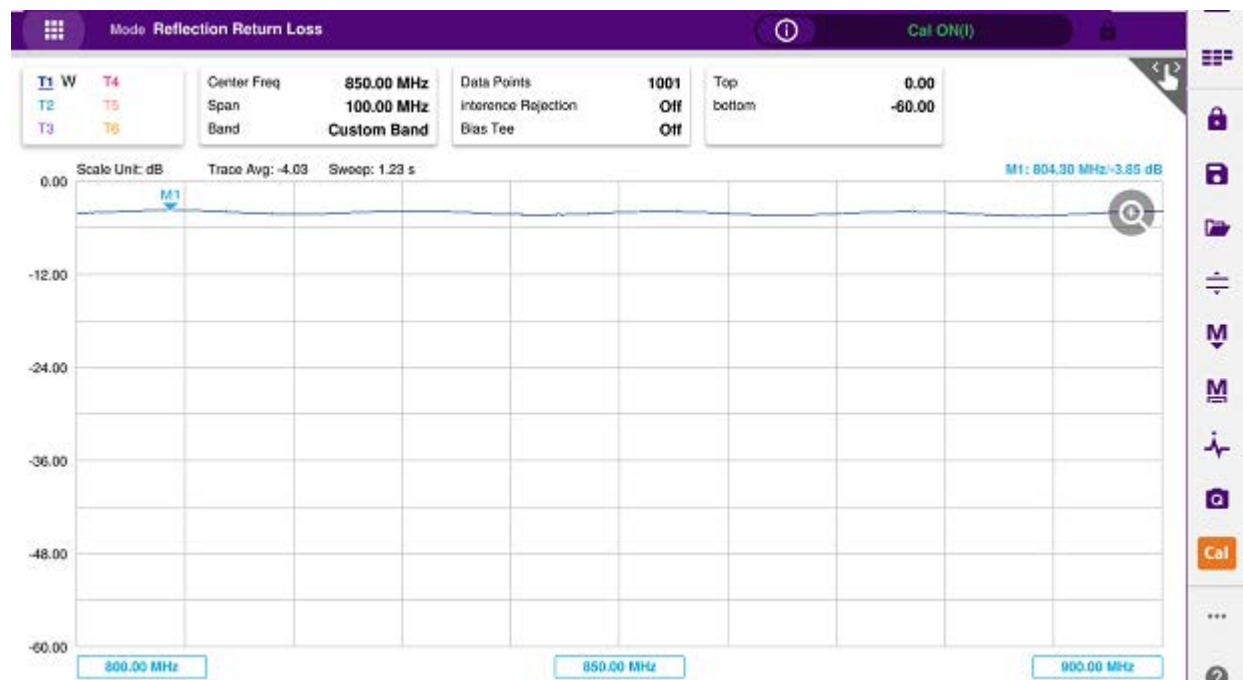 Mode Reflection Return Loss
Cal ON(I)
T1 W T4
T2 T5
T3 T6
Center Freq 850.00 MHz
Span 100.00 MHz
Band Custom Band
Data Points 1001
interence Rejection Off
Bias Tee Off
Top 0.00
bottom -60.00
Scale Unit: dB Trace Avg: -4.03 Sweep: 1.23 s
M1: 804.30 MHz/-3.85 dB
M1
0.00
-12.00
-24.00
-36.00
-48.00
-60.00
800.00 MHz
850.00 MHz
900.00 MHz
M
M
Cal
?